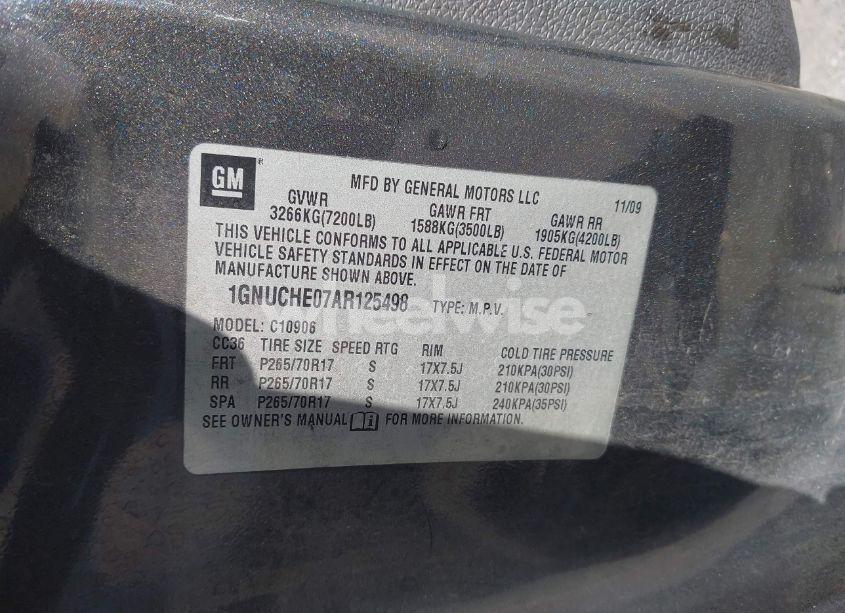 GM
MFD BY GENERAL MOTORS LLC 11/09
GVWR GAWR FRT GAWR RR
3266KG(7200LB) 1588KG(3500LB) 1905KG(4200LB)
THIS VEHICLE CONFORMS TO ALL APPLICABLE U.S. FEDERAL MOTOR
VEHICLE SAFETY STANDARDS IN EFFECT ON THE DATE OF
MANUFACTURE SHOWN ABOVE.
1GNUCHE07AR125498 TYPE: M.P.V.
wheelwise
MODEL: C10906
CC36 TIRE SIZE SPEED RTG RIM COLD TIRE PRESSURE
FRT P265/70R17 S 17X7.5J 210KPA(30PSI)
RR P265/70R17 S 17X7.5J 210KPA(30PSI)
SPA P265/70R17 S 17X7.5J 240KPA(35PSI)
SEE OWNER'S MANUAL FOR MORE INFORMATION.